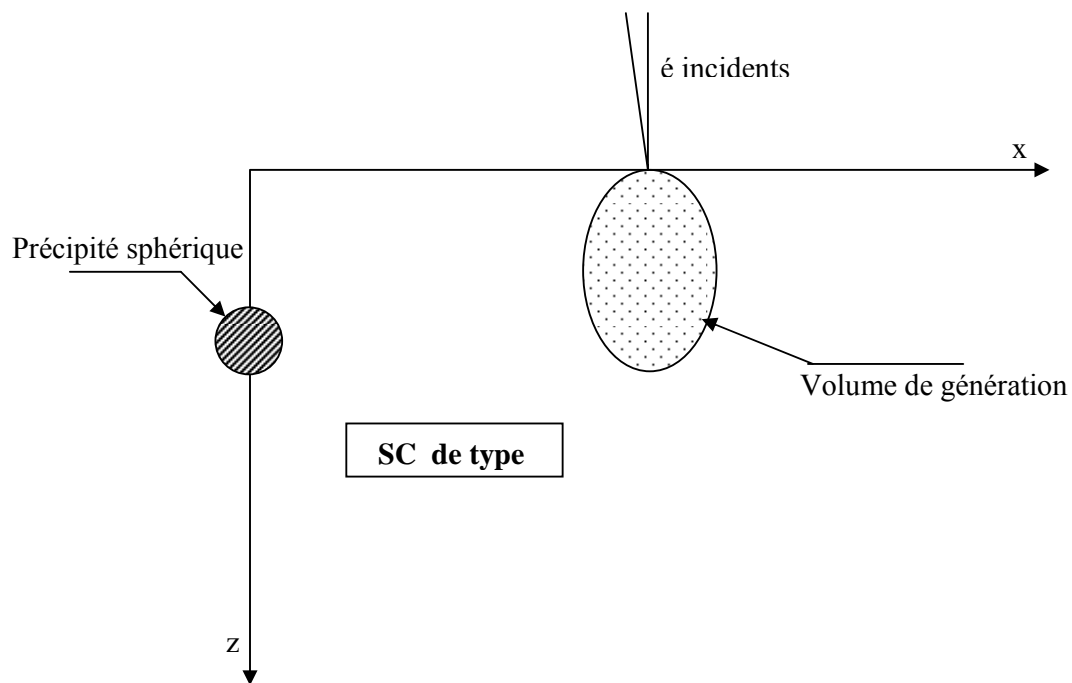 é incidents
x
Précipité sphérique
Volume de génération
SC de type
z